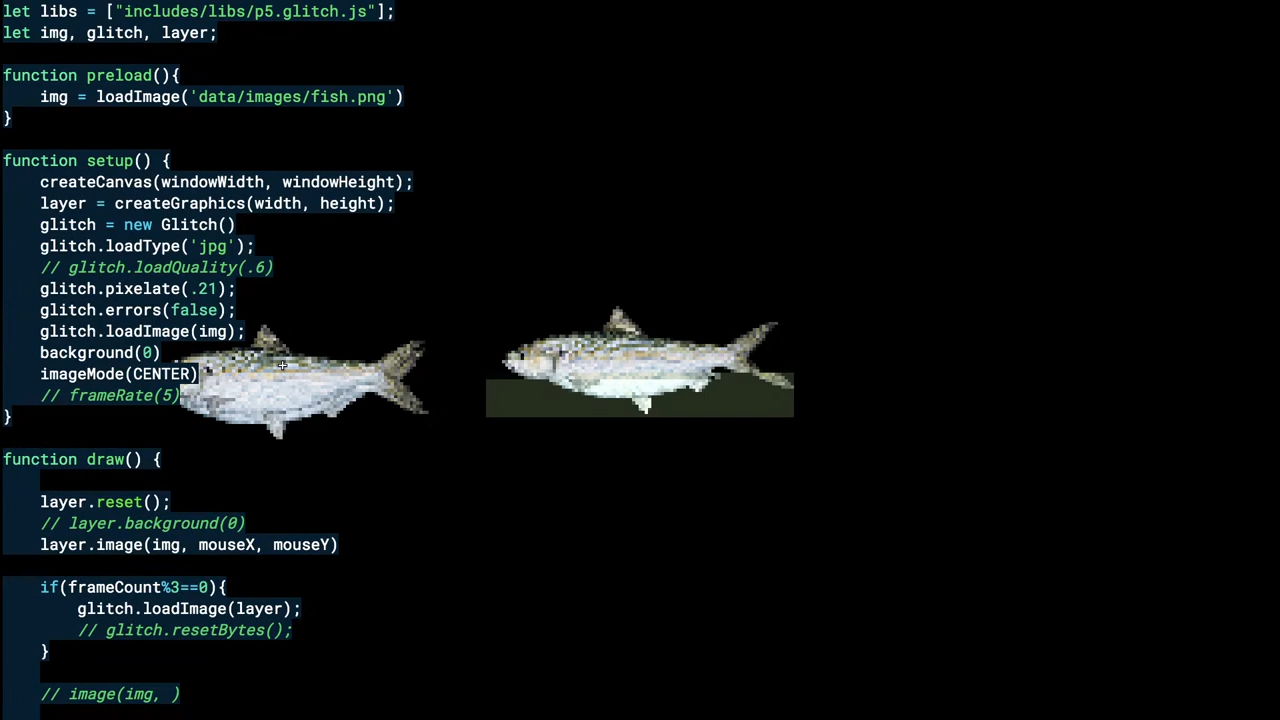 let libs = ["includes/libs/p5.glitch.js"];
let img, glitch, layer;
function preload(){
img = loadImage('data/images/fish.png')
}
function setup() {
createCanvas(windowWidth, windowHeight);
layer = createGraphics(width, height);
glitch = new Glitch()
glitch.loadType('jpg');
// glitch.loadQuality(.6)
glitch.pixelate(.21);
glitch.errors(false);
glitch.loadImage(img);
background(0)
imageMode(CENTER)
// frameRate(5)
}
function draw() {
layer.reset();
// layer.background(0)
layer.image(img, mouseX, mouseY)
if(frameCount%3==0){
glitch.loadImage(layer);
// glitch.resetBytes();
}
// image(img, )